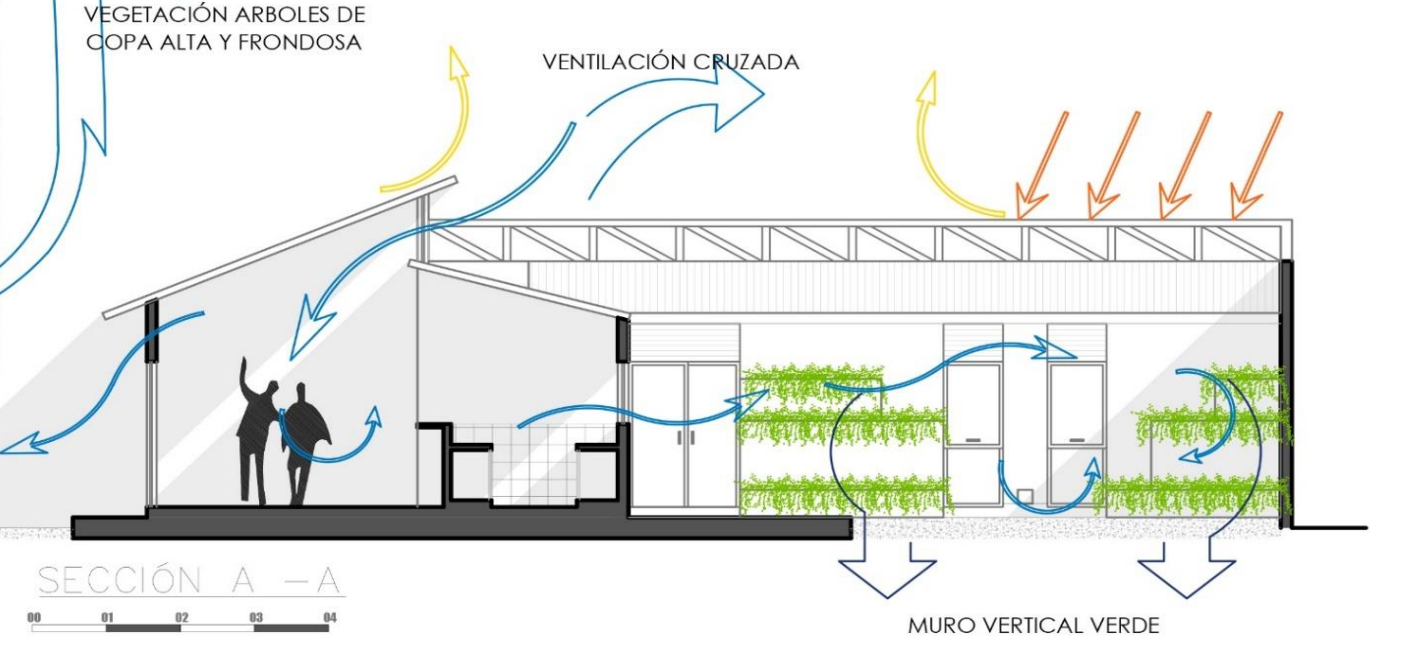 VEGETACIÓN ARBOLES DE
COPA ALTA Y FRONDOSA
VENTILACIÓN CRUZADA
SECCIÓN A –A
00 01 02 03 04
MURO VERTICAL VERDE